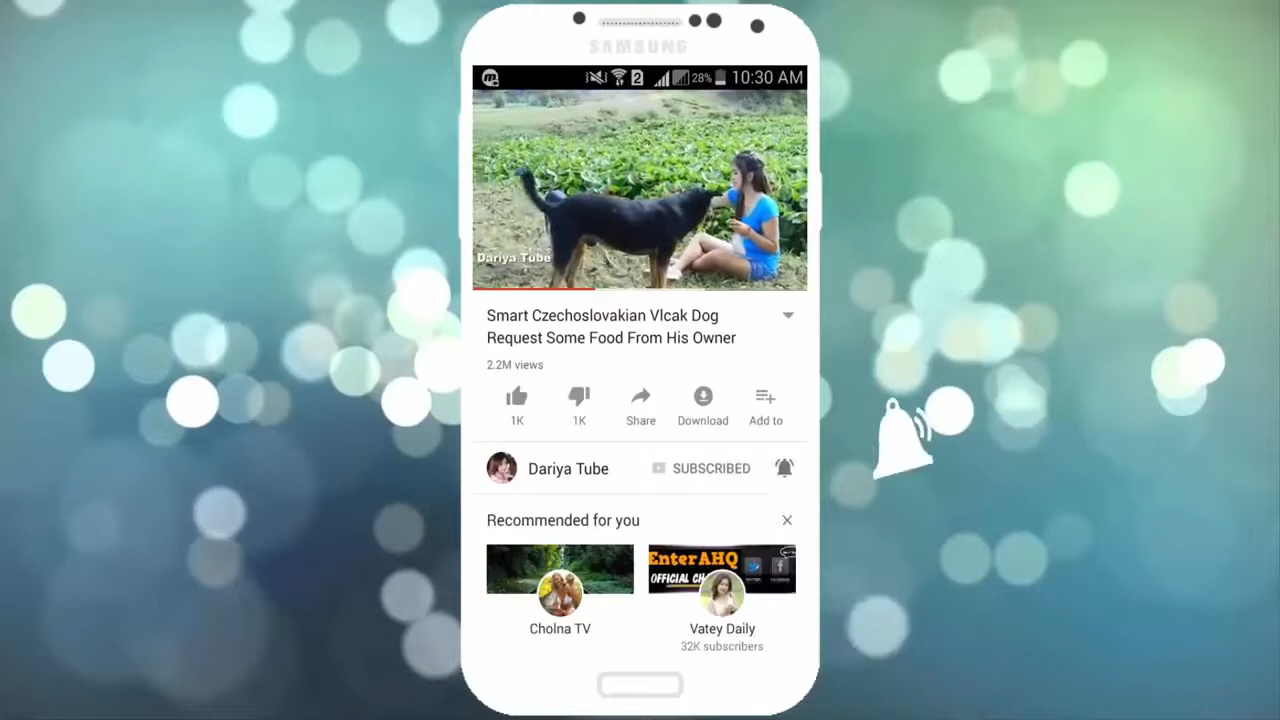 SAMSUNG
2 28% 10:30 AM
Dariya Tube
Smart Czechoslovakian Vlcak Dog
Request Some Food From His Owner
2.2M views
1K 1K Share Download Add to
Dariya Tube SUBSCRIBED
Recommended for you
EnterAHQ
OFFICIAL CH
Cholna TV Vatey Daily
32K subscribers